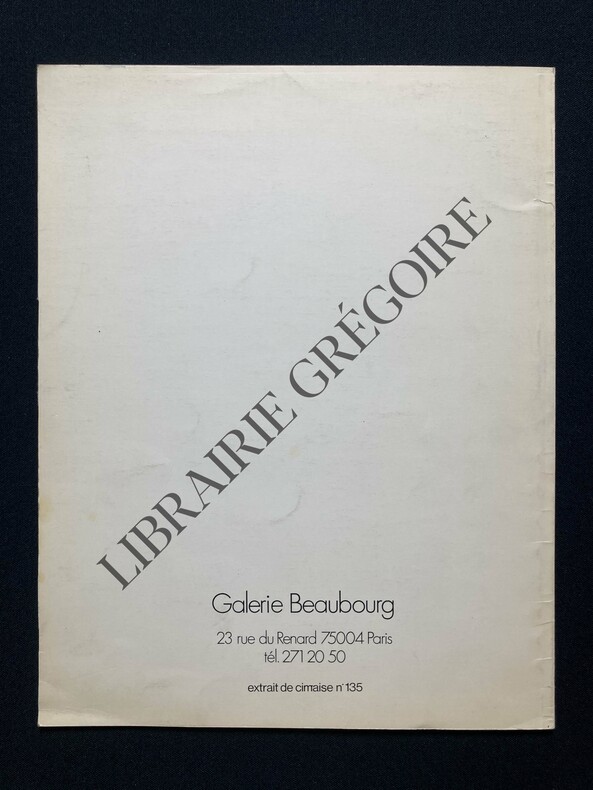 LIBRAIRIE GRÉGOIRE
Galerie Beaubourg
23 rue du Renard 75004 Paris
tél. 271 20 50
extrait de cimaise n° 135